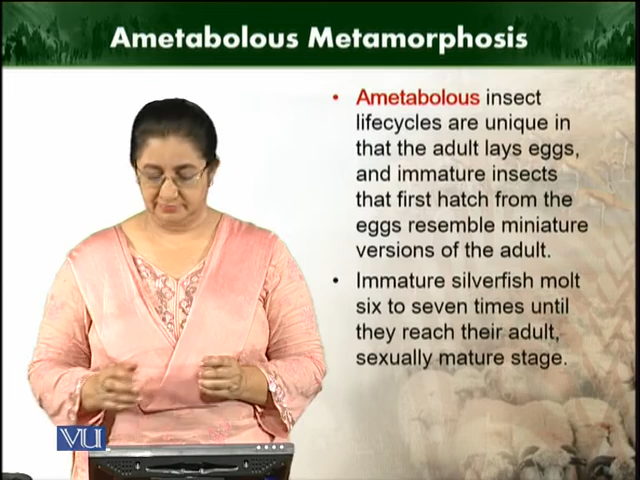 Ametabolous Metamorphosis
• Ametabolous insect
lifecycles are unique in
that the adult lays eggs,
and immature insects
that first hatch from the
eggs resemble miniature
versions of the adult.
• Immature silverfish molt
six to seven times until
they reach their adult,
sexually mature stage.
VU